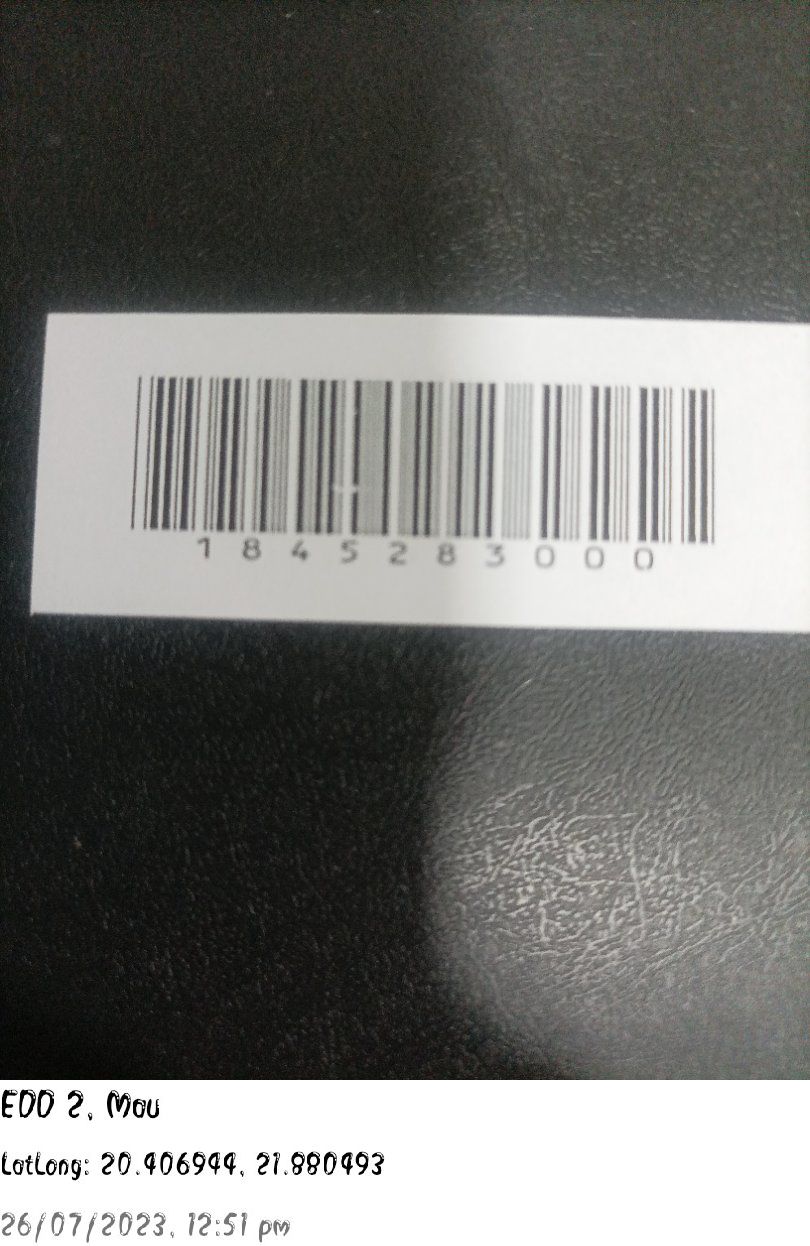 1845283000
EDD 2, Mou
LatLong: 20.406944, 21.880493
26/07/2023, 12:51 pm